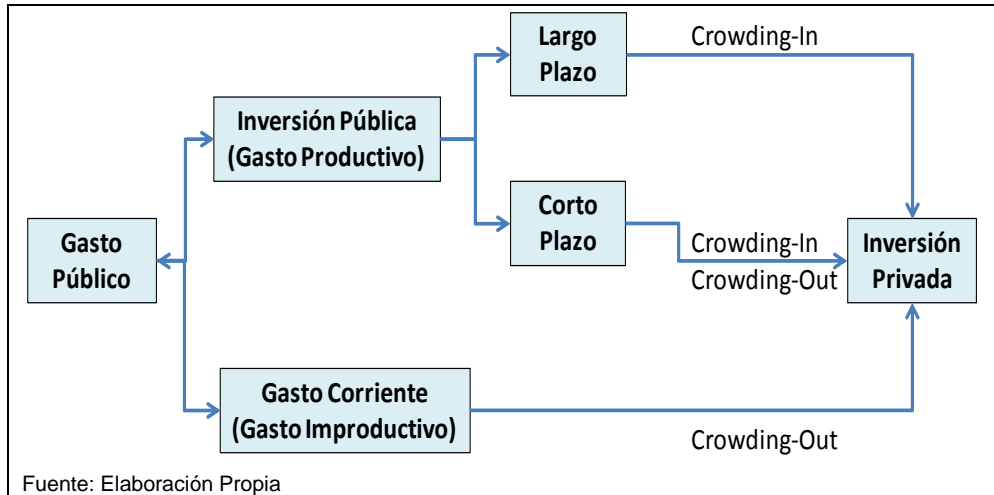 Largo
Plazo
Crowding-In
Inversión Pública
(Gasto Productivo)
Corto
Plazo
Crowding-In
Crowding-Out
Gasto
Público
Inversión
Privada
Gasto Corriente
(Gasto Improductivo)
Crowding-Out
Fuente: Elaboración Propia